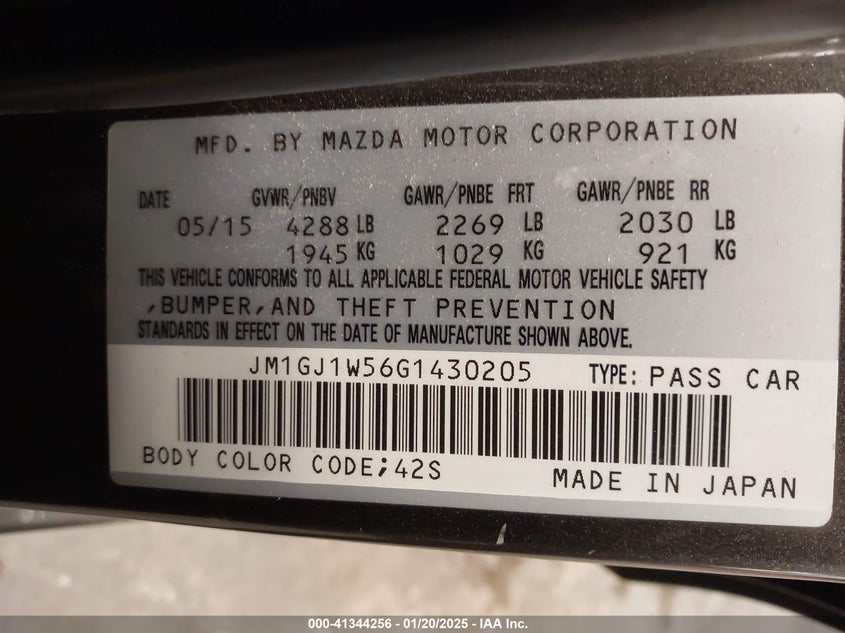 MFD. BY MAZDA MOTOR CORPORATION
DATE GVWR/PNBV GAWR/PNBE FRT GAWR/PNBE RR
05/15 4288 LB 2269 LB 2030 LB
1945 KG 1029 KG 921 KG
THIS VEHICLE CONFORMS TO ALL APPLICABLE FEDERAL MOTOR VEHICLE SAFETY
,BUMPER,AND THEFT PREVENTION
STANDARDS IN EFFECT ON THE DATE OF MANUFACTURE SHOWN ABOVE.
JM1GJ1W56G1430205 TYPE: PASS CAR
BODY COLOR CODE;42S MADE IN JAPAN
000-41344256 - 01/20/2025 - IAA Inc.